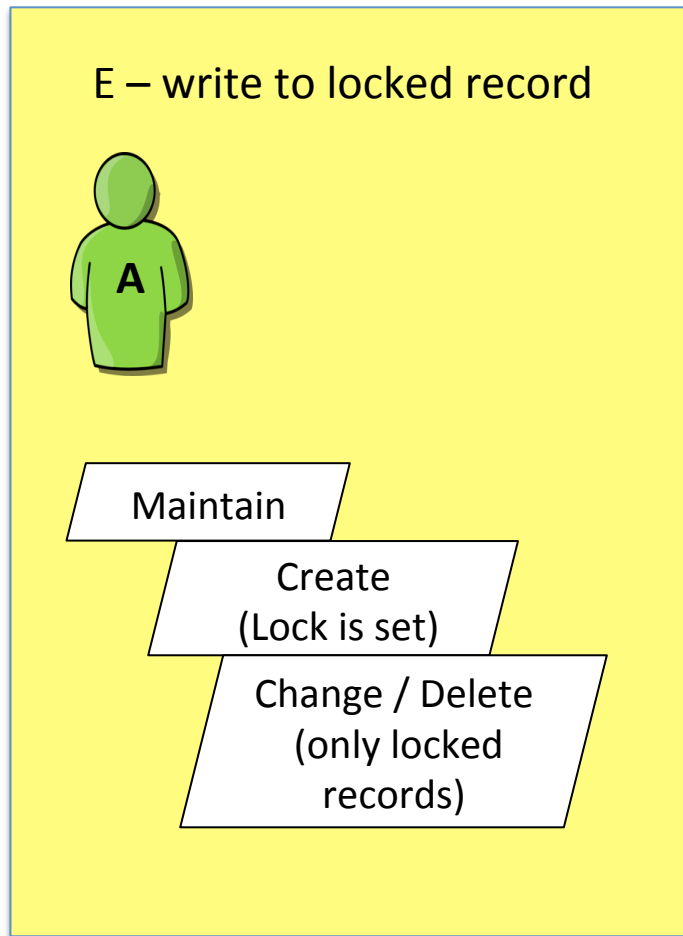 E – write to locked record
A
Maintain
Create
(Lock is set)
Change / Delete
(only locked
records)